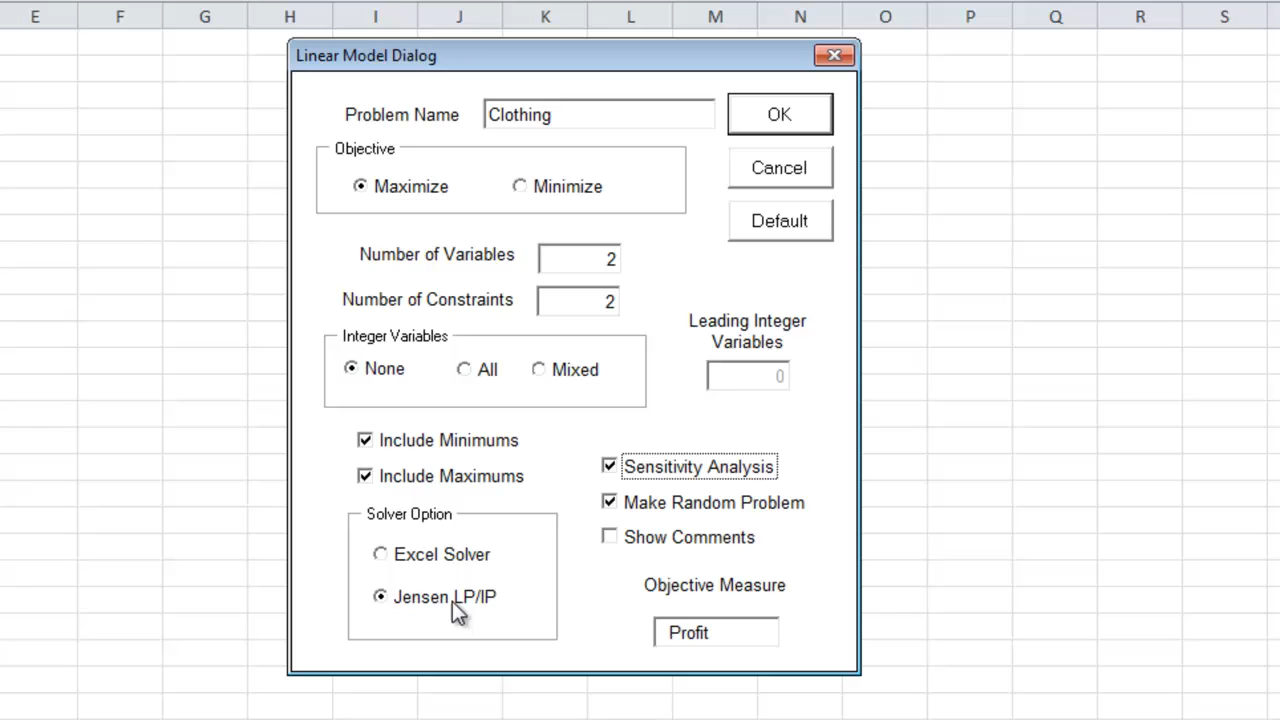 E F G H I J K L M N O P Q R S
Linear Model Dialog
Problem Name Clothing OK
Objective
Maximize Minimize
Cancel
Default
Number of Variables 2
Number of Constraints 2
Integer Variables
None All Mixed
Leading Integer
Variables
0
Include Minimums
Include Maximums
Sensitivity Analysis
Make Random Problem
Show Comments
Solver Option
Excel Solver
Jensen LP/IP
Objective Measure
Profit